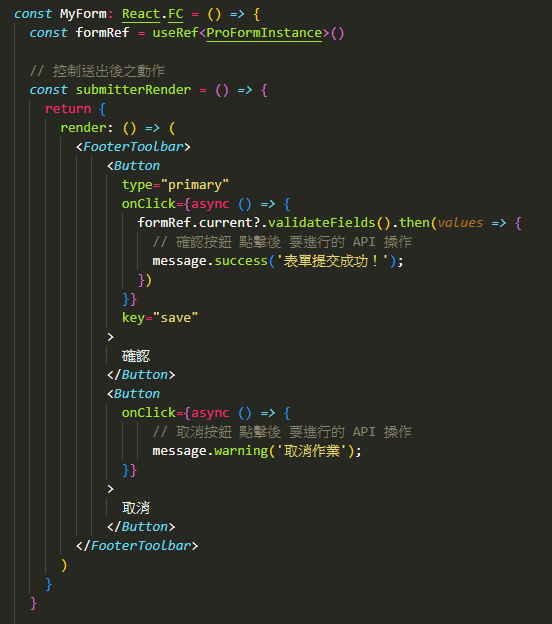 const MyForm: React.FC = () => {
  const formRef = useRef<ProFormInstance>()

  // 控制送出後之動作
  const submitterRender = () => {
    return {
      render: () => (
        <FooterToolbar>
            <Button
              type="primary"
              onClick={async () => {
                formRef.current?.validateFields().then(values => {
                  // 確認按鈕 點擊後 要進行的 API 操作
                  message.success('表單提交成功！');
                })
              }}
              key="save"
            >
              確認
            </Button>
            <Button
              onClick={async () => {
                  // 取消按鈕 點擊後 要進行的 API 操作
                  message.warning('取消作業');
              }}
            >
              取消
            </Button>
        </FooterToolbar>
      )
    }
  }